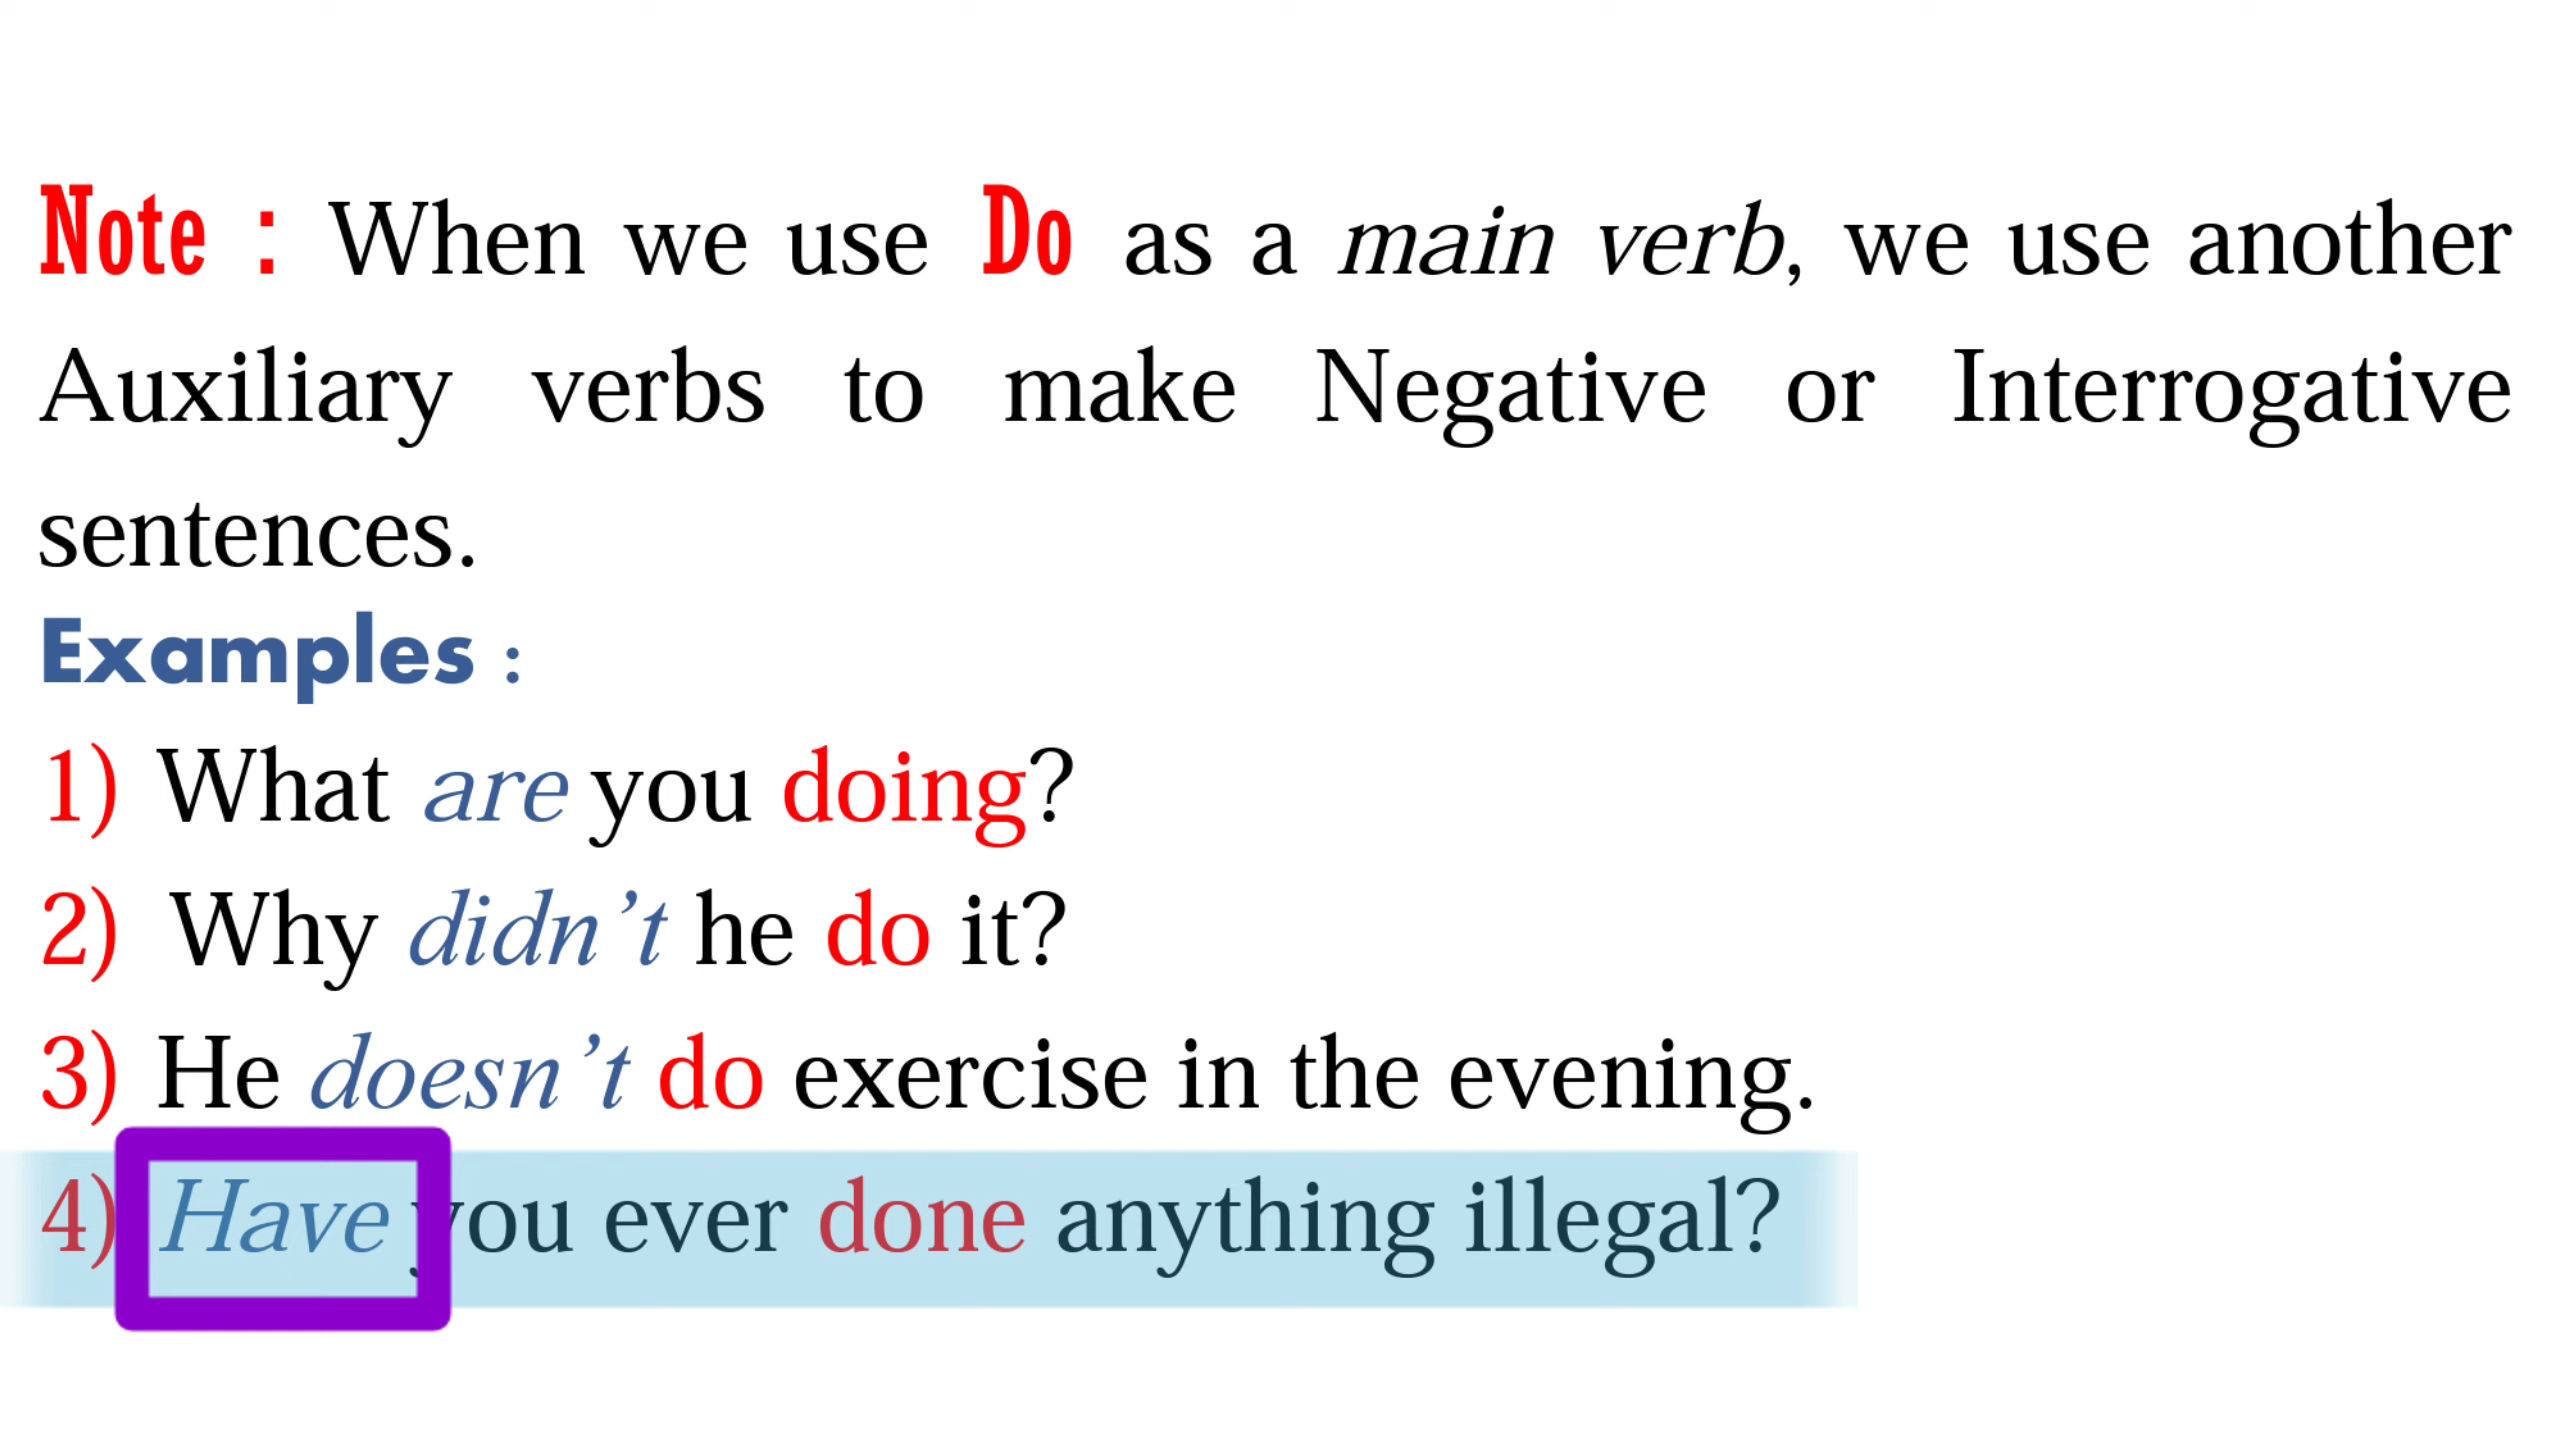 Note : When we use Do as a main verb, we use another
Auxiliary verbs to make Negative or Interrogative
sentences.
Examples :
1) What are you doing?
2) Why didn’t he do it?
3) He doesn’t do exercise in the evening.
4) Have you ever done anything illegal?